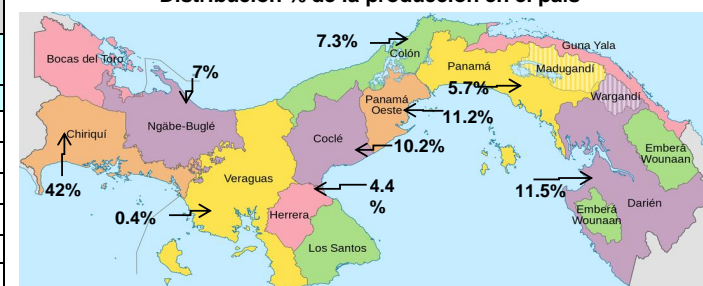 Distribución % de la producción en el país
7.3%
Colón
Guna Yala
Bocas del Toro
Panamá
Madugandí
7%
5.7%
Wargandí
Panamá
Oeste
11.2%
Chiriquí
Ngäbe-Buglé
Coclé
10.2%
Emberá
Wounaan
Veraguas
42%
4.4
%
11.5%
0.4%
Herrera
Emberá
Wounaan
Darién
Los Santos